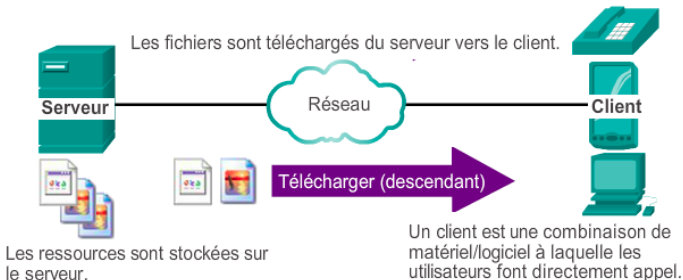 Les fichiers sont téléchargés du serveur vers le client.
Serveur
Réseau
Client
Télécharger (descendant)
Les ressources sont stockées sur
le serveur.
Un client est une combinaison de
matériel/logiciel à laquelle les
utilisateurs font directement appel.